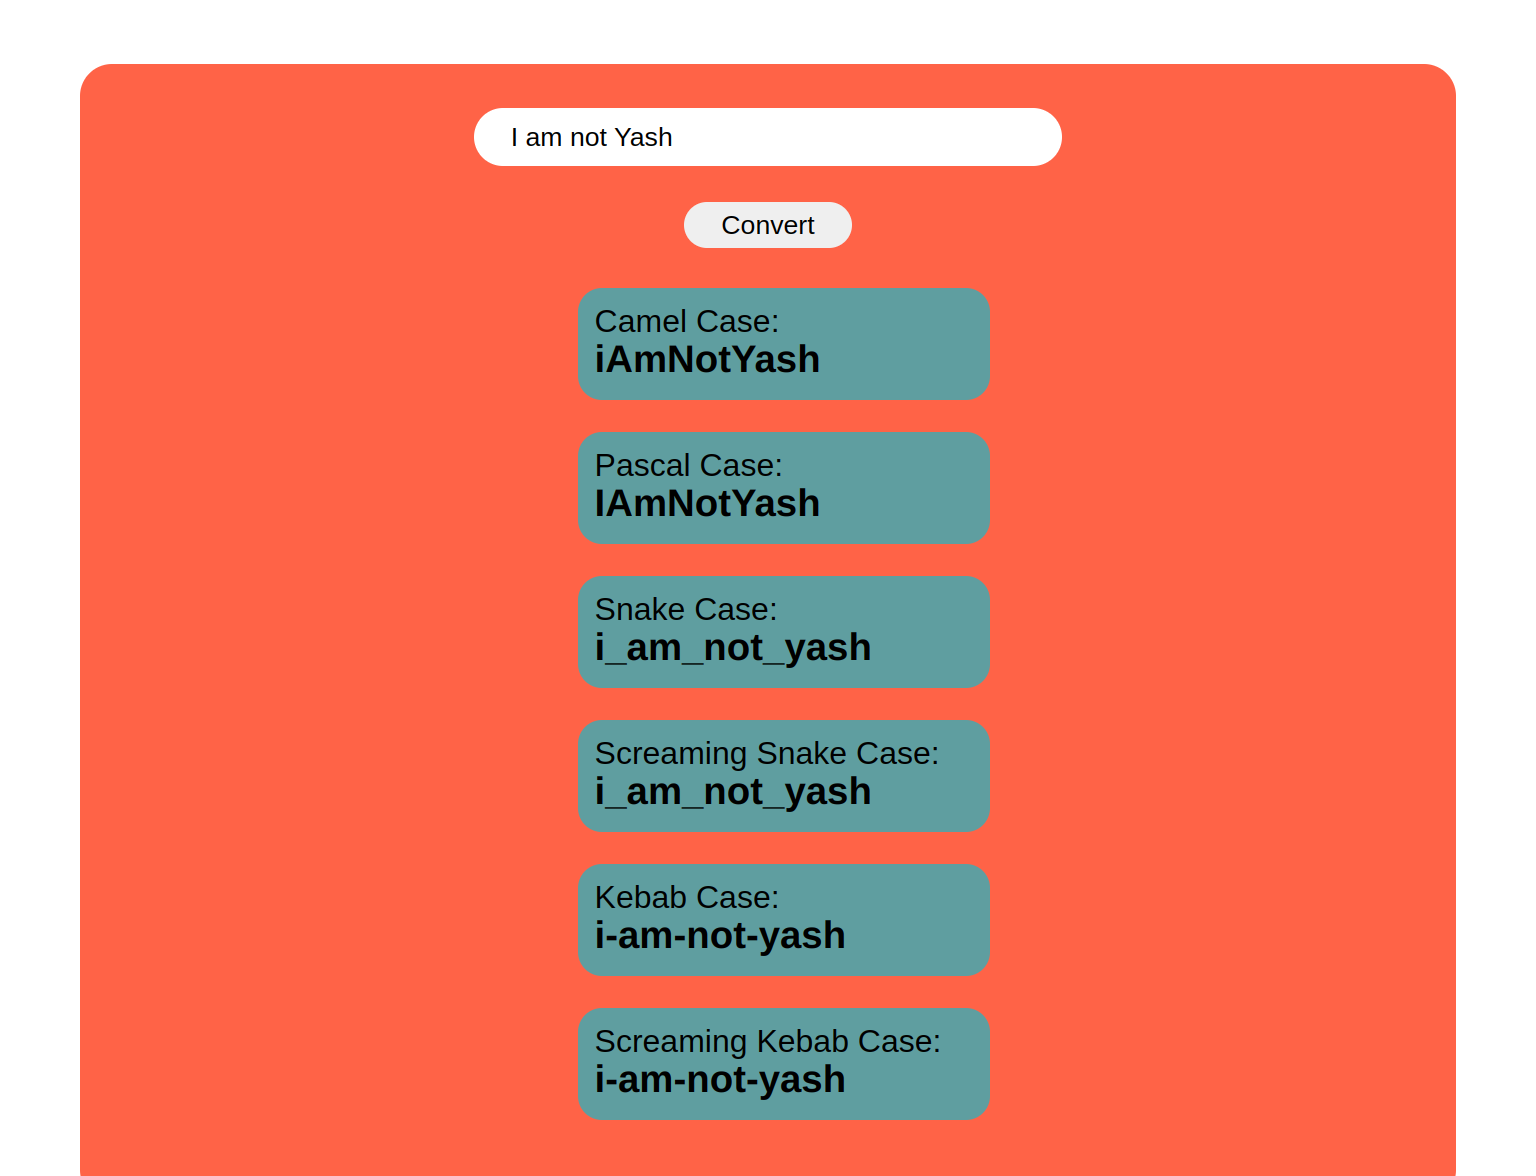 I am not Yash
Convert
Camel Case:
iAmNotYash
Pascal Case:
IAmNotYash
Snake Case:
i_am_not_yash
Screaming Snake Case:
i_am_not_yash
Kebab Case:
i-am-not-yash
Screaming Kebab Case:
i-am-not-yash